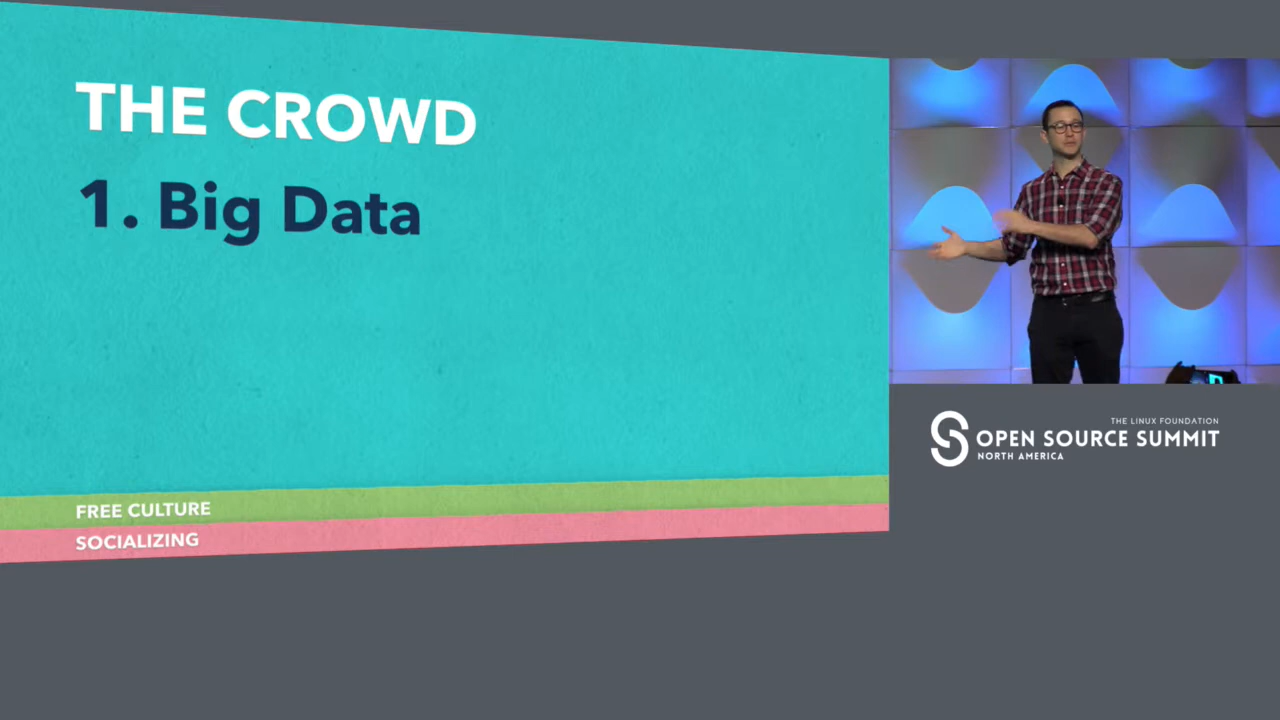 THE CROWD
1. Big Data
FREE CULTURE
SOCIALIZING
THE LINUX FOUNDATION
OPEN SOURCE SUMMIT
NORTH AMERICA